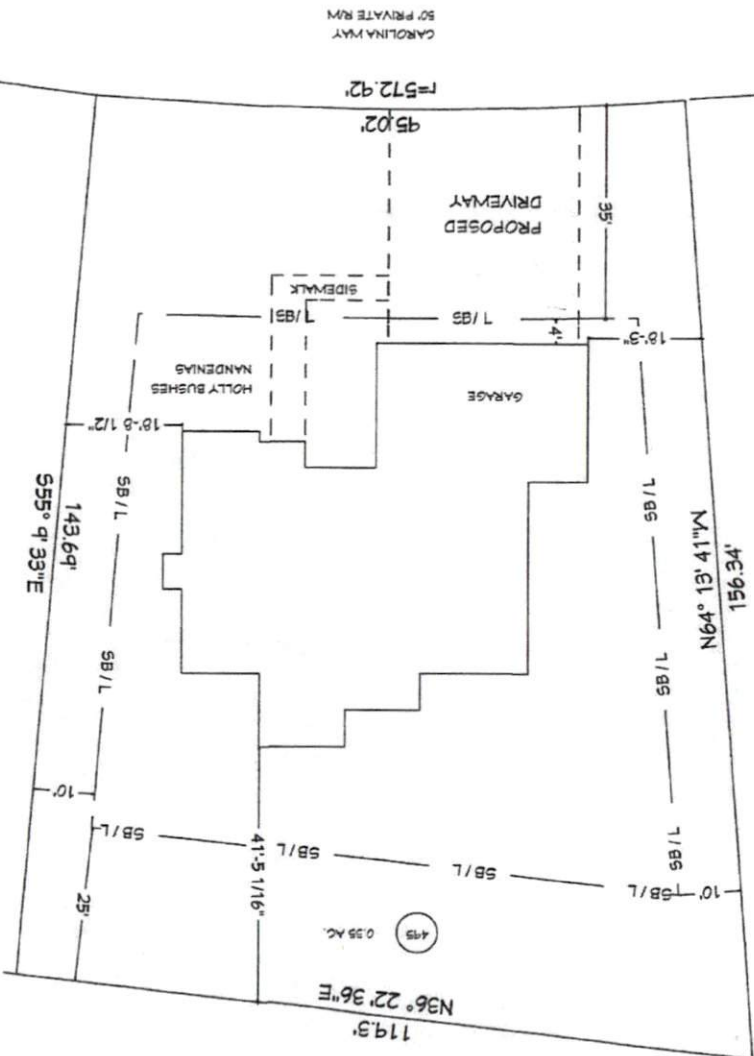 119.3'
N36° 22' 36"E
495
0.35 AC.
25'
10'
SB/L
SB/L
SB/L
SB/L
41'-5 1/16"
10'
SB/L
SB/L
SB/L
SB/L
SB/L
156.34'
N64° 13' 41"W
143.69'
S55° 9' 33"E
18'-8 1/2"
HOLLY BUSHES
NANDENIAS
GARAGE
18'-3"
4'
SB/L
SB/L
SIDEWALK
PROPOSED
DRIVEWAY
35'
95.02'
r=572.92'
CAROLINA WAY
50' PRIVATE R/W